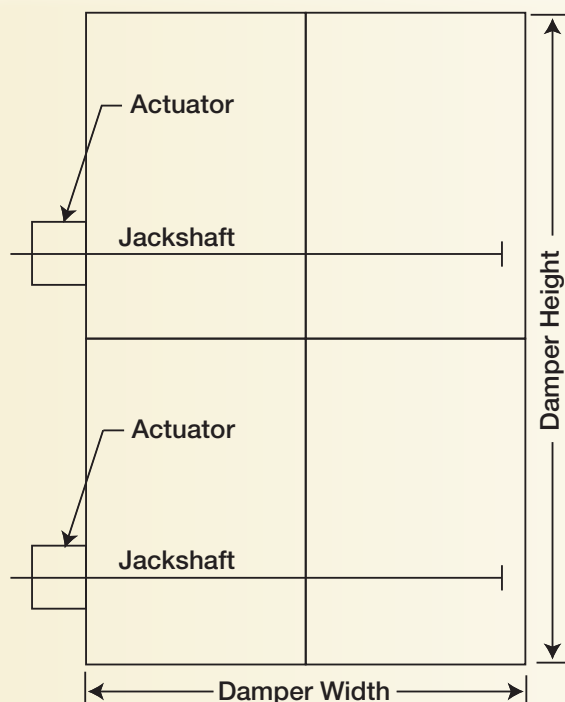 Actuator
Jackshaft
Damper Height
Actuator
Jackshaft
Damper Width